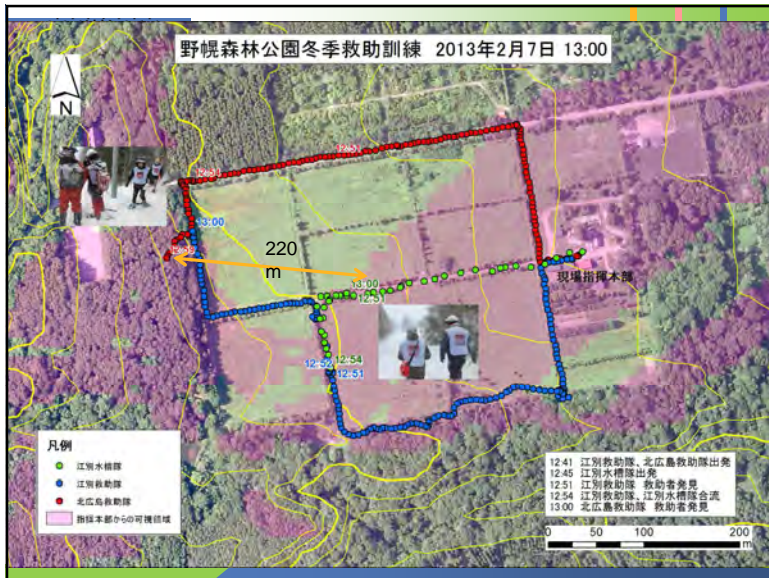 野幌森林公園冬季救助訓練 2013年2月7日 13:00
N
12:51
12:54
13:00
220
m
12:59
現場指揮本部
13:00
12:51
12:54
12:52
12:51
凡例
江別水槽隊
江別救助隊
北広島救助隊
指揮本部からの可視領域
12:41 江別救助隊、北広島救助隊出発
12:45 江別水槽隊出発
12:51 江別救助隊 救助者発見
12:54 江別救助隊、江別水槽隊合流
13:00 北広島救助隊 救助者発見
0 50 100 200
m